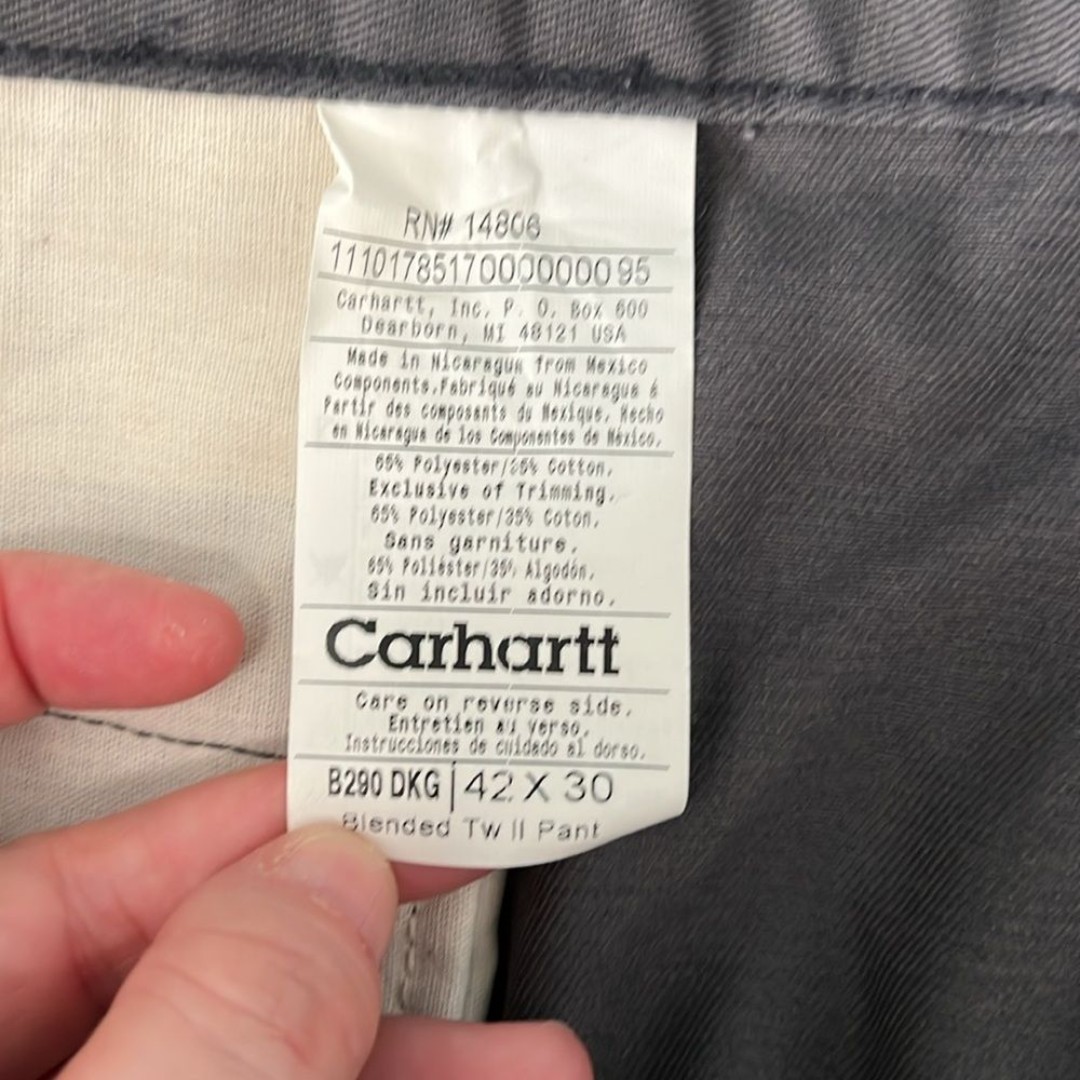 RN# 14806
1110178517000000095
Carhartt, Inc. P. O. Box 600
Dearborn, MI 48121 USA
Made in Nicaragua from Mexico
Components.Fabriqué au Nicaragua é
Partir des composants du Mexique. Hecho
en Nicaragua de los Componentes de México.
65% Polyester/35% Cotton.
Exclusive of Trimming.
65% Polyester/35% Coton.
Sans garniture.
65% Poliéster/35% Algodón.
Sin incluir adorno.
Carhartt
Care on reverse side.
Entretien au verso.
Instrucciones de cuidado al dorso.
B290 DKG | 42 X 30
Blended Twill Pant